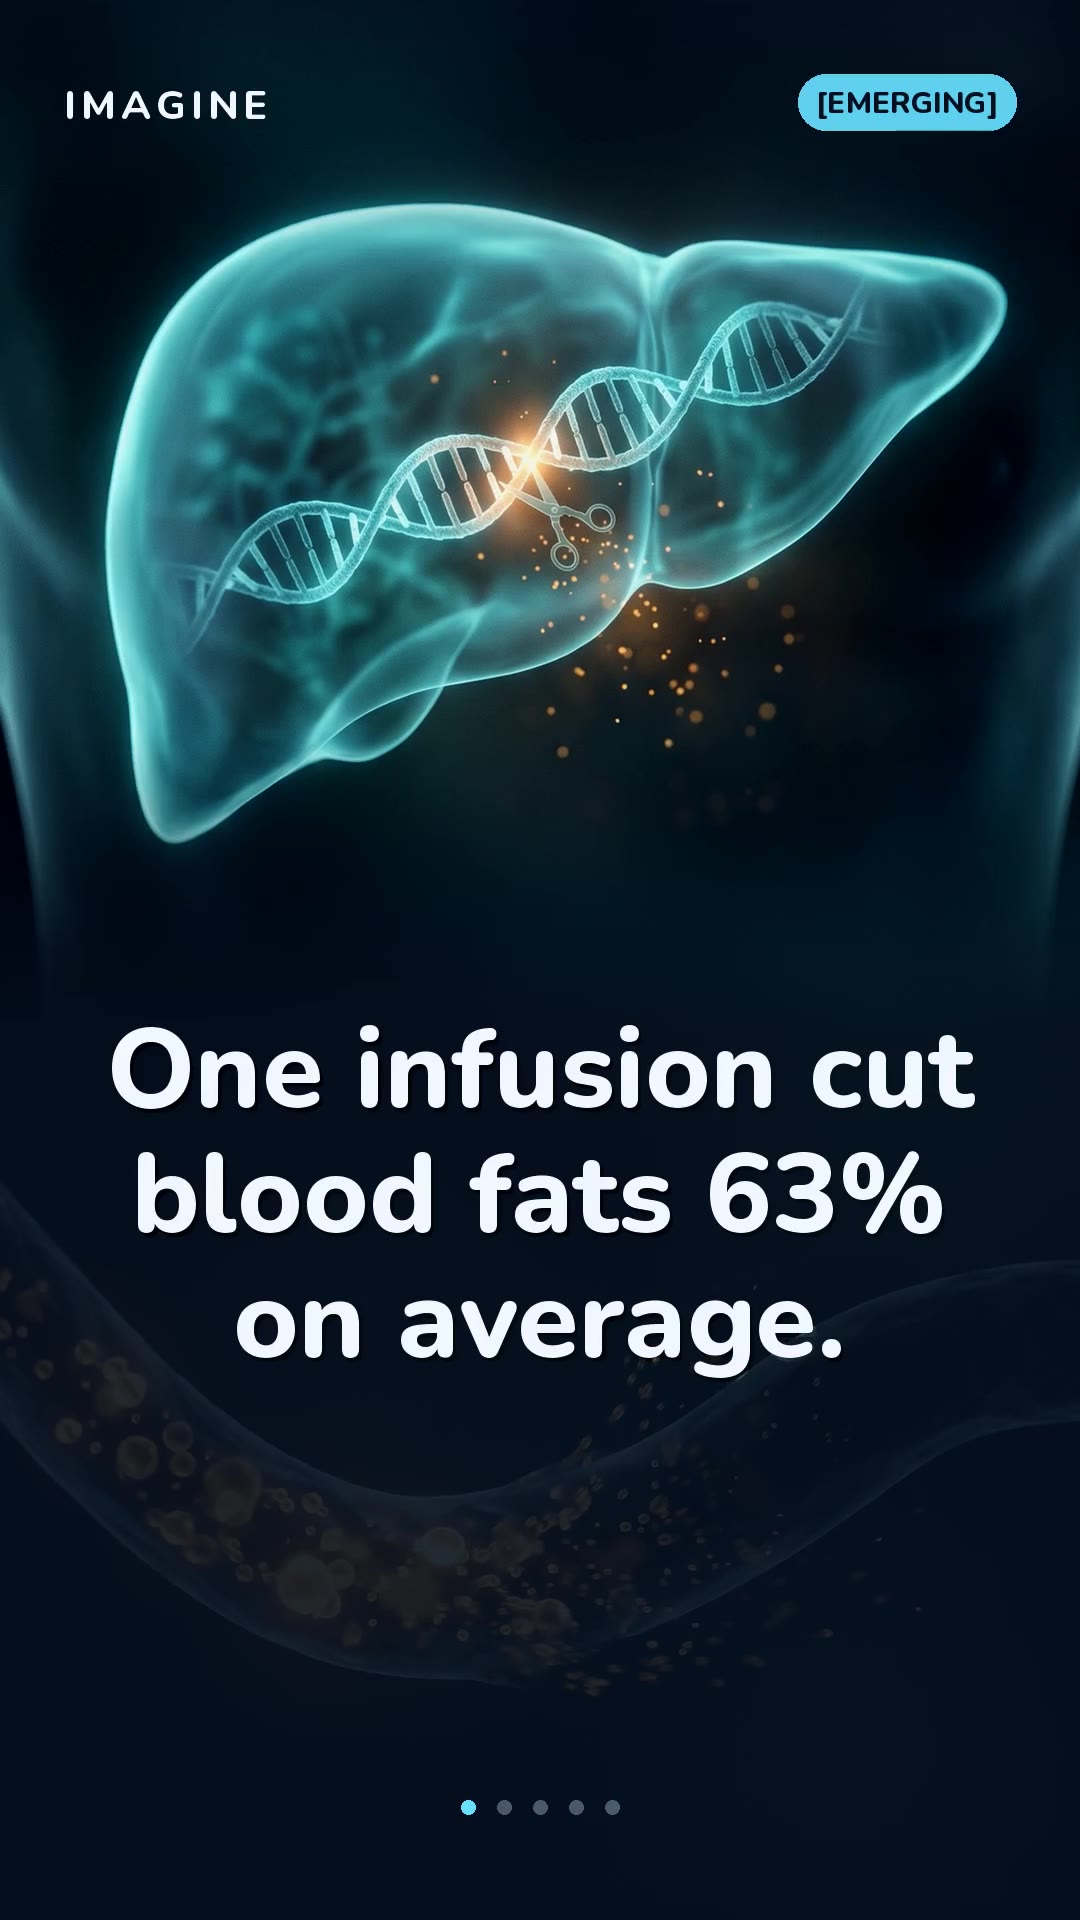 IMAGINE
[EMERGING]
One infusion cut
blood fats 63%
on average.